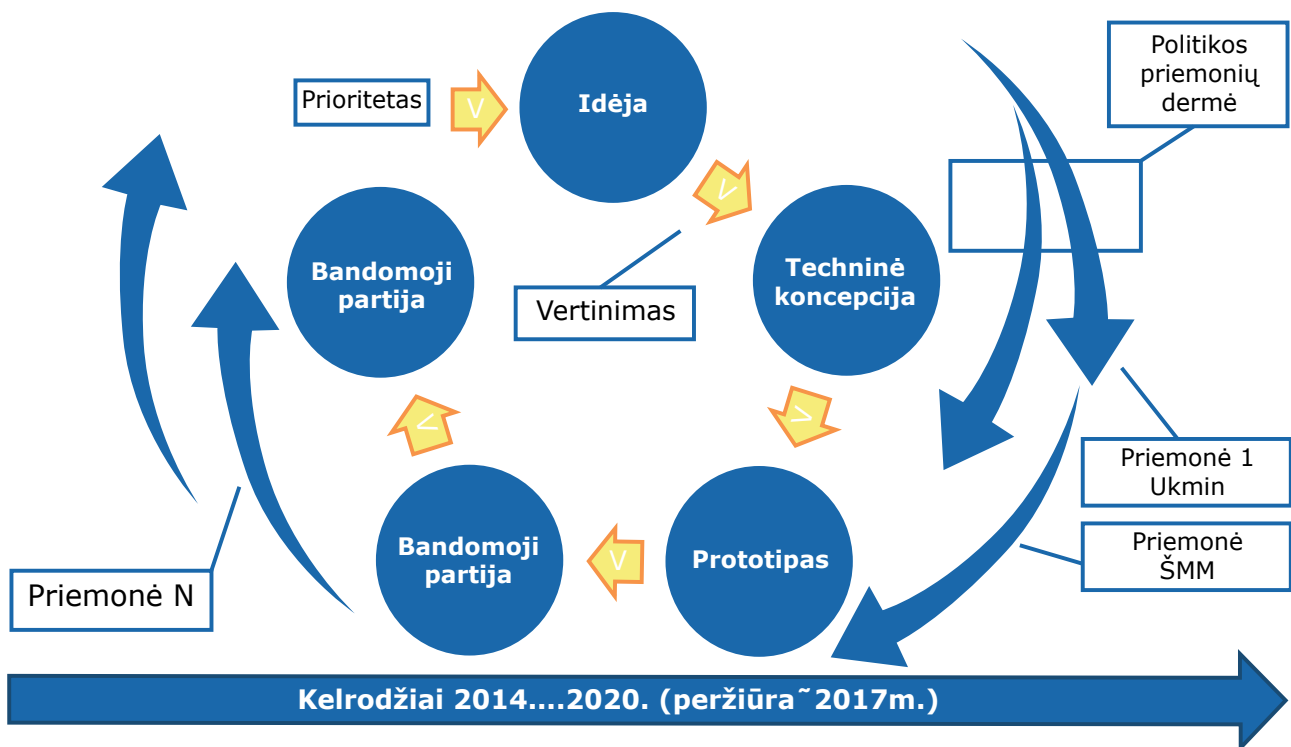 Politikos
priemonių
dermė
Prioritetas
V
Idėja
V
Bandomoji
partija
Techninė
koncepcija
Vertinimas
V
V
Priemonė 1
Ukmin
Bandomoji
partija
V
Prototipas
Priemonė
ŠMM
Priemonė N
Kelrodžiai 2014....2020. (peržiūra~2017m.)